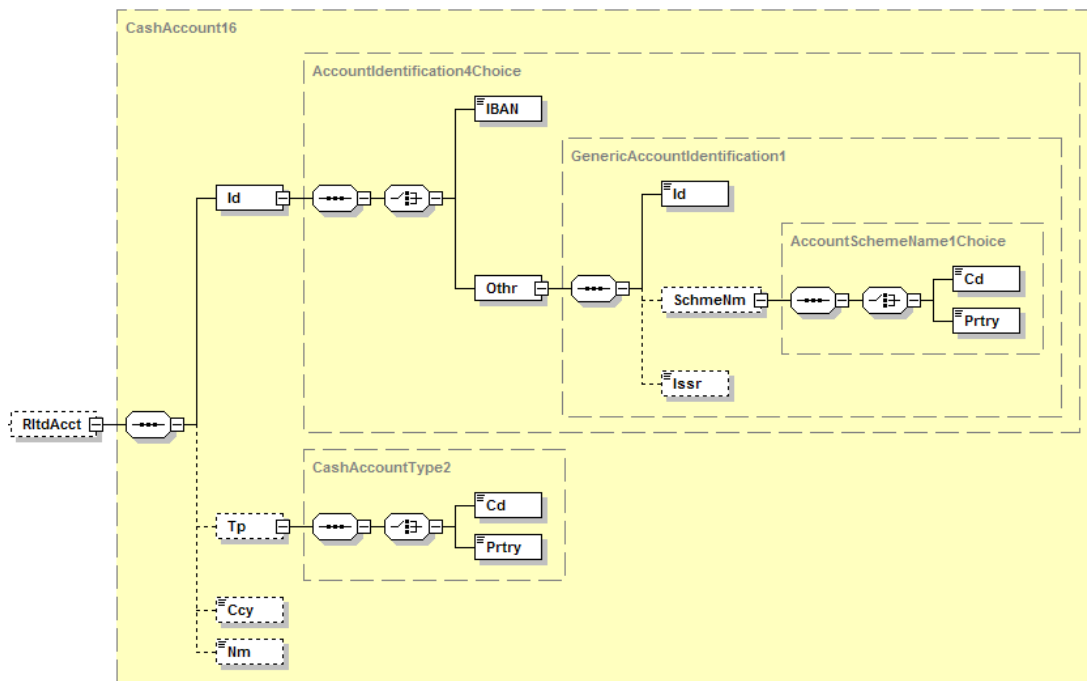 CashAccount16
AccountIdentification4Choice
IBAN
GenericAccountIdentification1
Id
Id
AccountSchemeName1Choice
Cd
Othr
SchmeNm
Prtry
Issr
RltdAcct
CashAccountType2
Cd
Tp
Prtry
Ccy
Nm